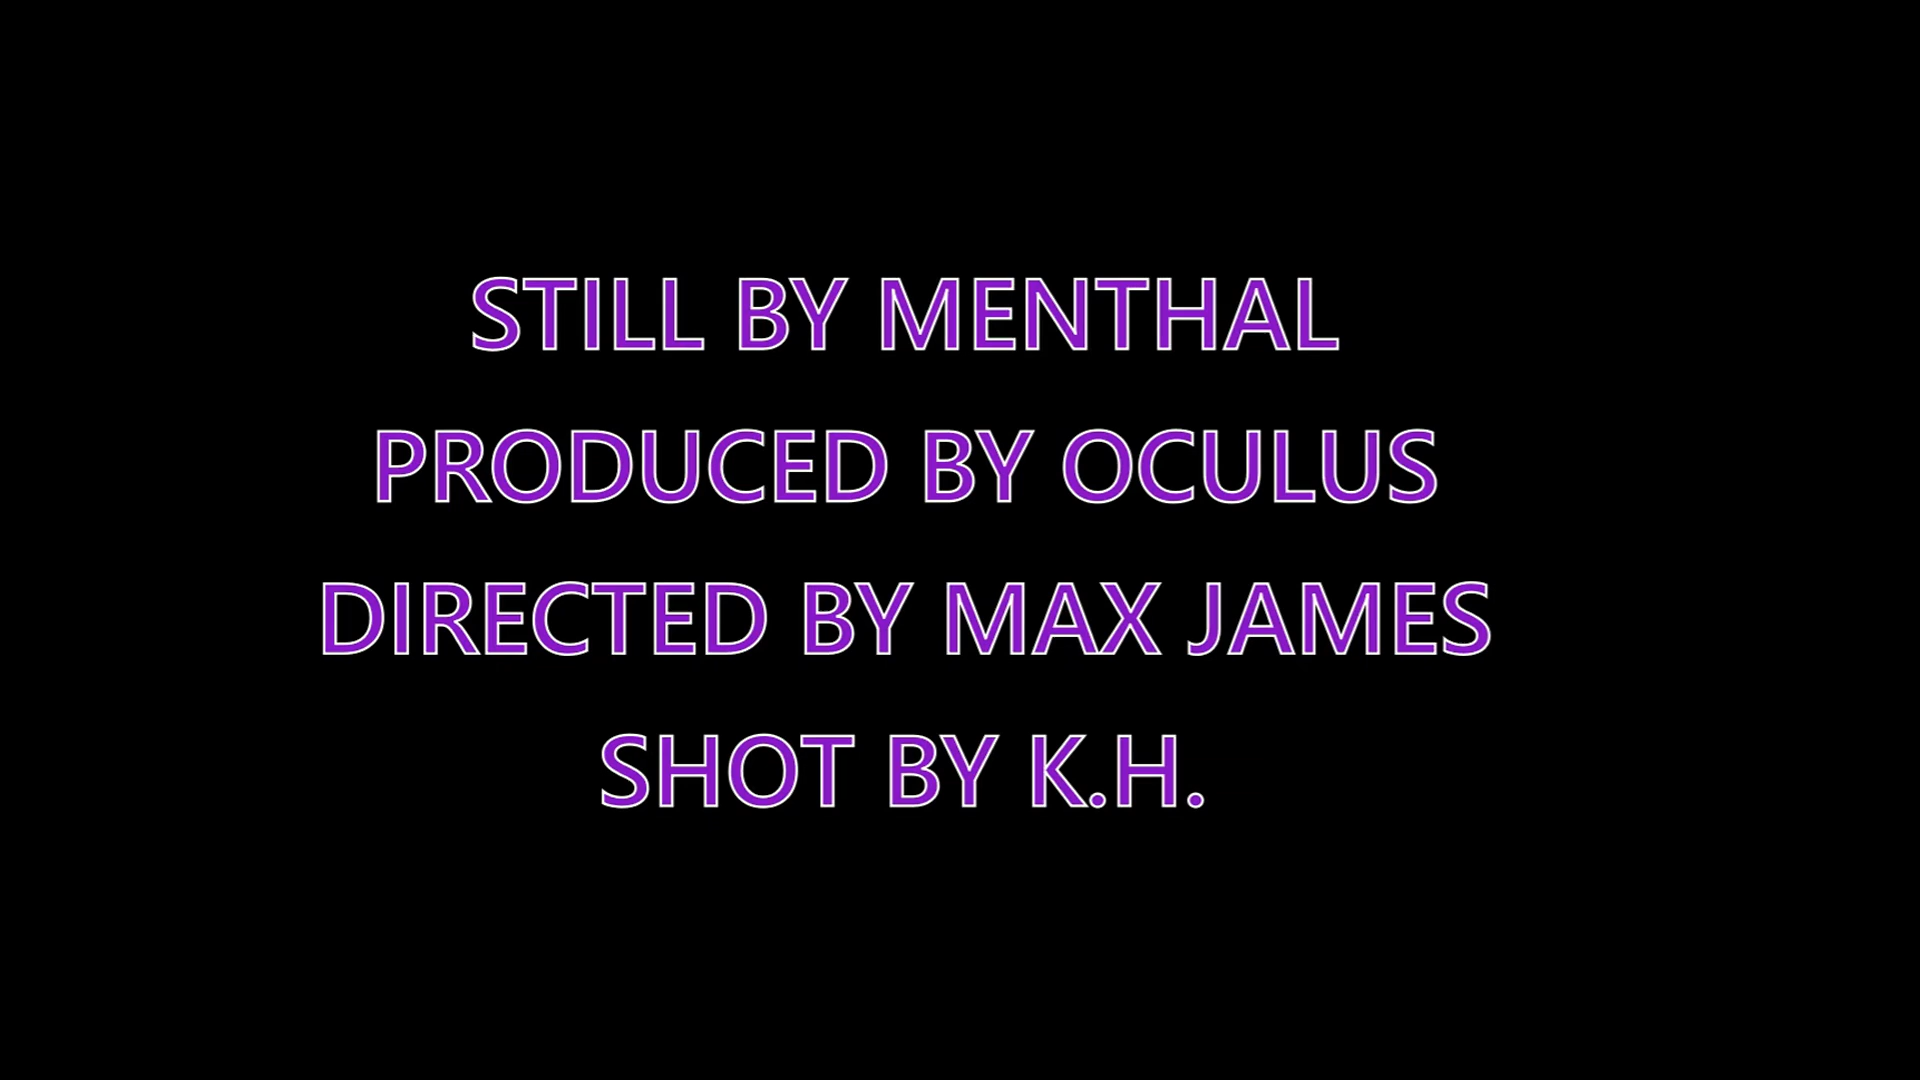 STILL BY MENTHAL
PRODUCED BY OCULUS
DIRECTED BY MAX JAMES
SHOT BY K.H.